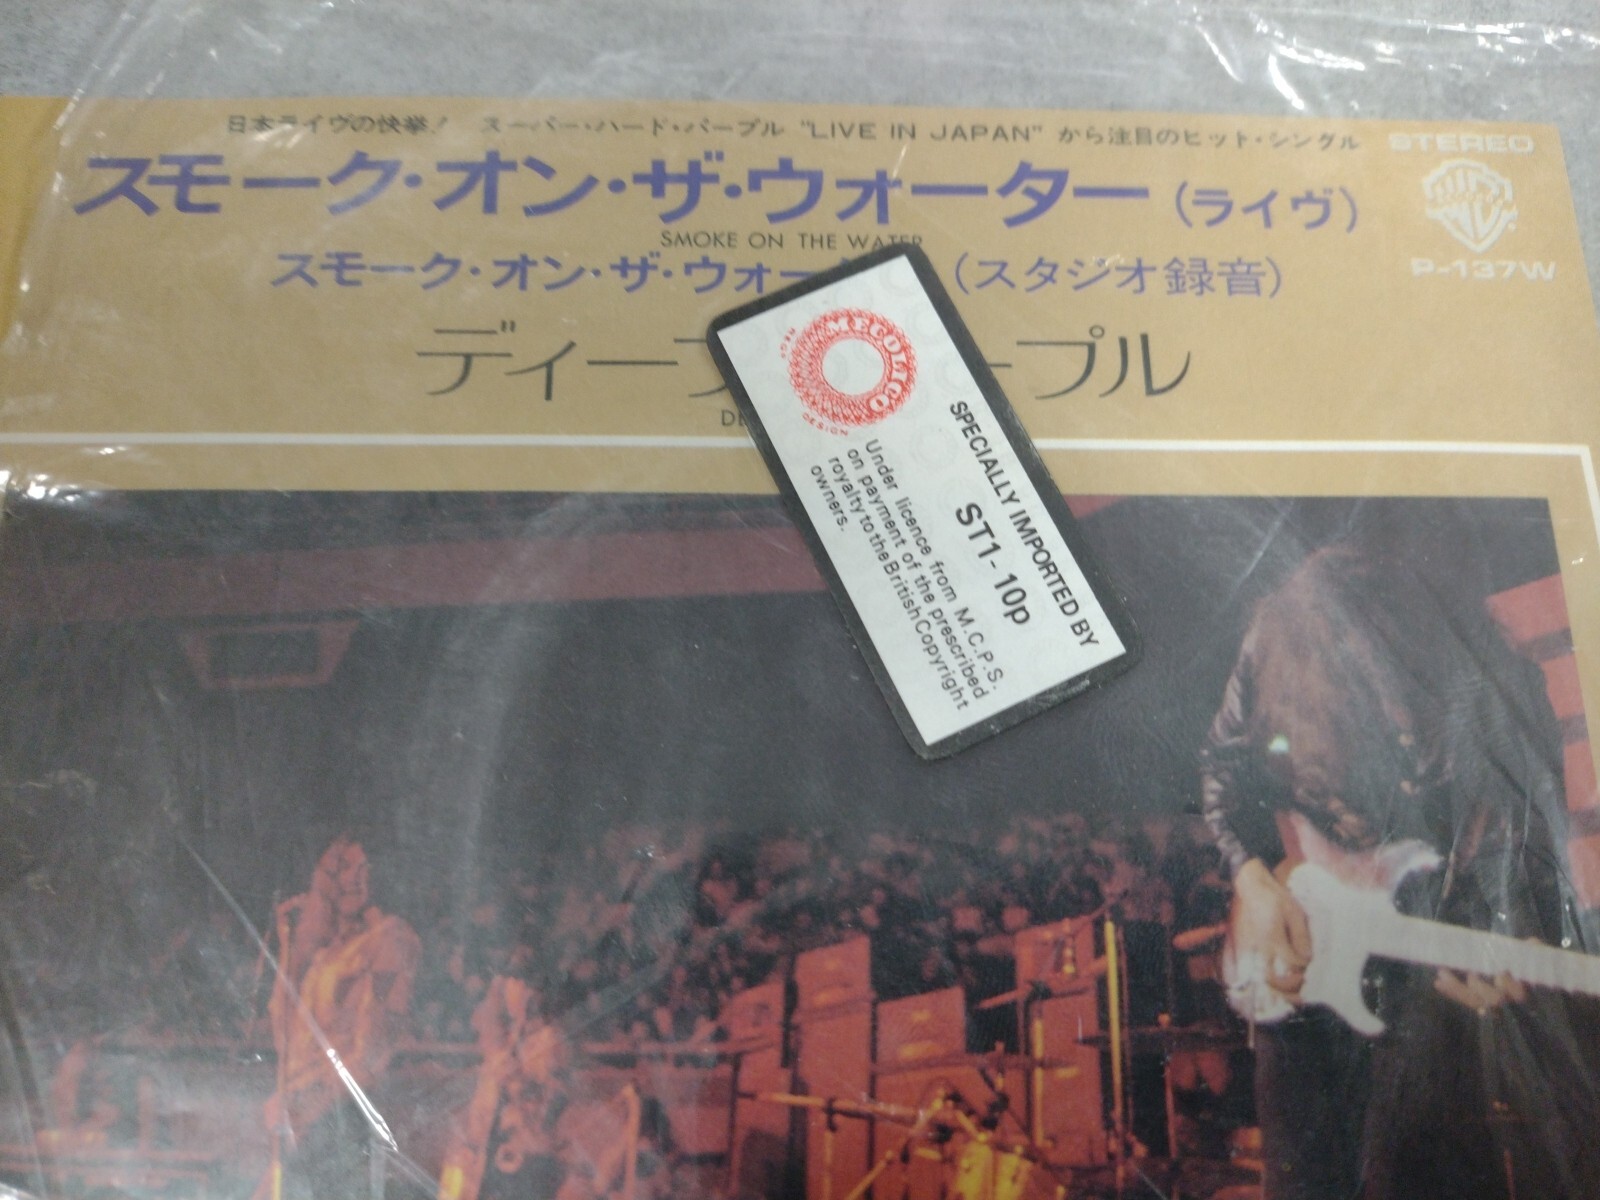 日本ライヴの快挙! スーパー・ハード・パープル "LIVE IN JAPAN" から注目のヒット・シングル
STEREO
スモーク・オン・ザ・ウォーター(ライヴ)
SMOKE ON THE WATER
P-137W
スモーク・オン・ザ・ウォー (スタジオ録音)
ディー ープル
MECOLICO
REGD
DESIGN
SPECIALLY IMPORTED BY
ST1-10p
Under licence from M.C.P.S.
on payment of the prescribed
royalty to the British Copyright
owners.